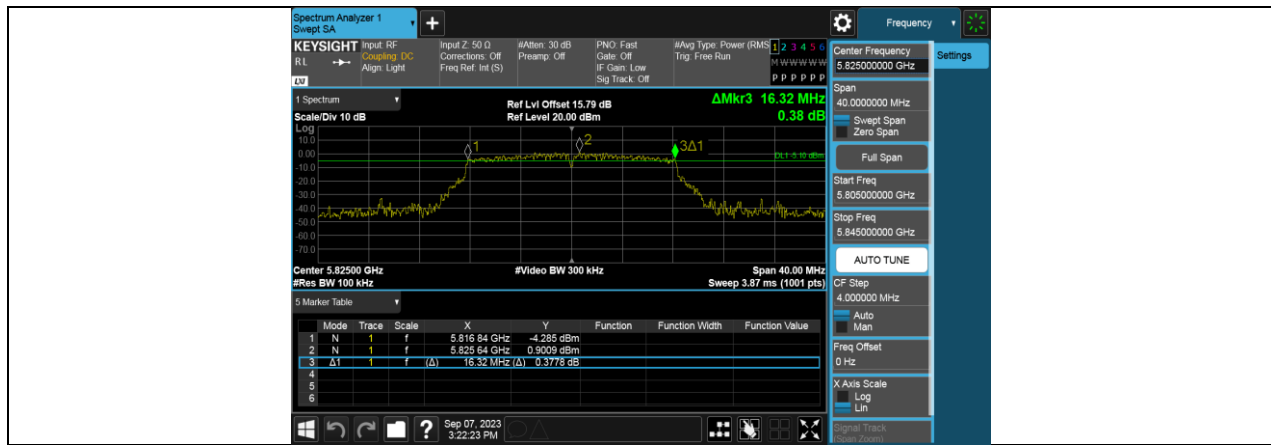 Spectrum Analyzer 1
Swept SA
+
Frequency
KEYSIGHT
RL
LXI
Input: RF
Coupling: DC
Align: Light
Input Z: 50 Ω
Corrections: Off
Freq Ref: Int (S)
#Atten: 30 dB
Preamp: Off
PNO: Fast
Gate: Off
IF Gain: Low
Sig Track: Off
#Avg Type: Power (RMS
Trig: Free Run
1 2 3 4 5 6
M W W W W W
P P P P P P
1 Spectrum
Scale/Div 10 dB
Ref Lvl Offset 15.79 dB
Ref Level 20.00 dBm
ΔMkr3 16.32 MHz
0.38 dB
Log
10.0
0.00
-10.0
-20.0
-30.0
-40.0
-50.0
-60.0
-70.0
1
2
3Δ1
DL1 -5.10 dBm
Center 5.82500 GHz
#Res BW 100 kHz
#Video BW 300 kHz
Span 40.00 MHz
Sweep 3.87 ms (1001 pts)
5 Marker Table
Mode Trace Scale X Y Function Function Width Function Value
1 N 1 f 5.816 84 GHz -4.285 dBm
2 N 1 f 5.825 64 GHz 0.9009 dBm
3 Δ1 1 f (Δ) 16.32 MHz (Δ) 0.3778 dB
4
5
6
?
Sep 07, 2023
3:22:23 PM
Center Frequency
5.825000000 GHz
Settings
Span
40.0000000 MHz
Swept Span
Zero Span
Full Span
Start Freq
5.805000000 GHz
Stop Freq
5.845000000 GHz
AUTO TUNE
CF Step
4.000000 MHz
Auto
Man
Freq Offset
0 Hz
X Axis Scale
Log
Lin
Signal Track
(Span Zoom)